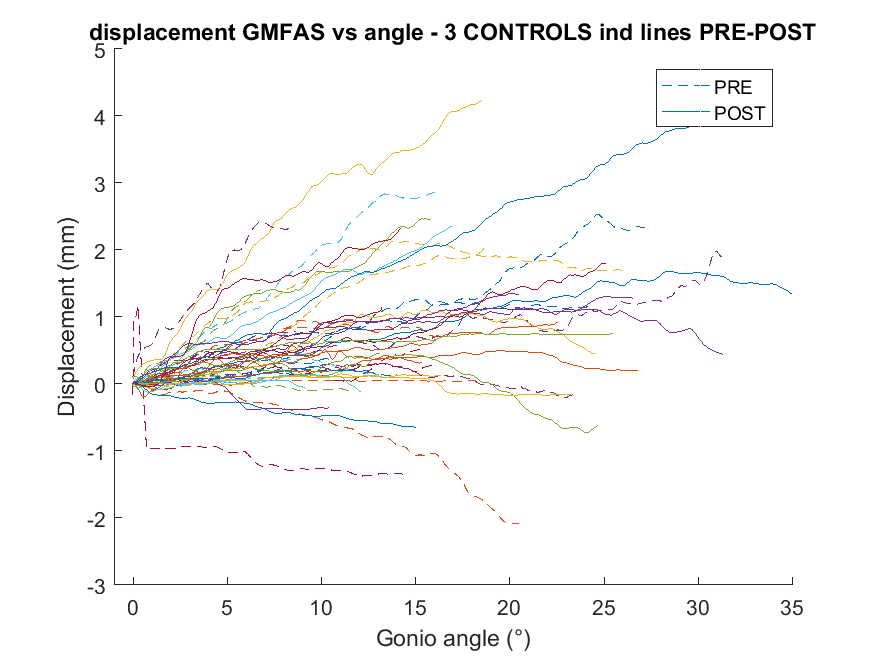 displacement GMFAS vs angle - 3 CONTROLS ind lines PRE-POST
5
4
3
2
1
0
-1
-2
-3
Displacement (mm)
PRE
POST
0 5 10 15 20 25 30 35
Gonio angle (°)